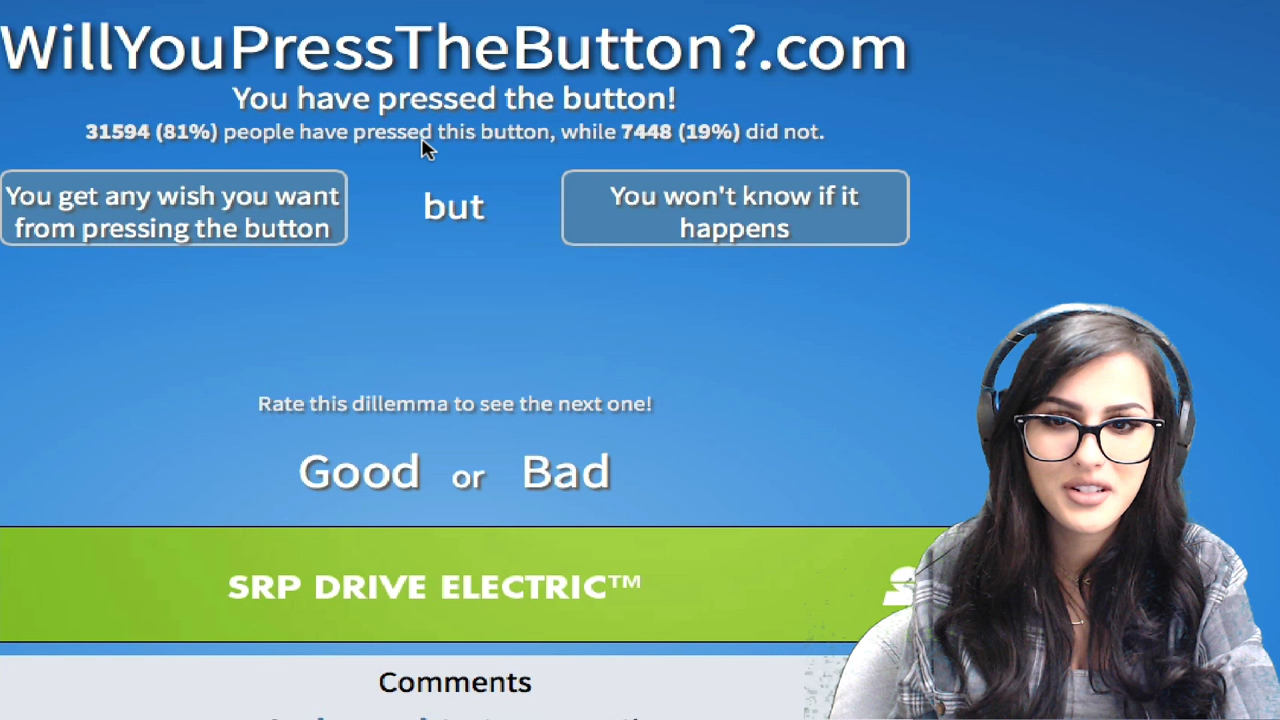 WillYouPressTheButton?.com
You have pressed the button!
31594 (81%) people have pressed this button, while 7448 (19%) did not.
You get any wish you want
from pressing the button
but
You won't know if it
happens
Rate this dillemma to see the next one!
Good or Bad
SRP DRIVE ELECTRIC™
Comments